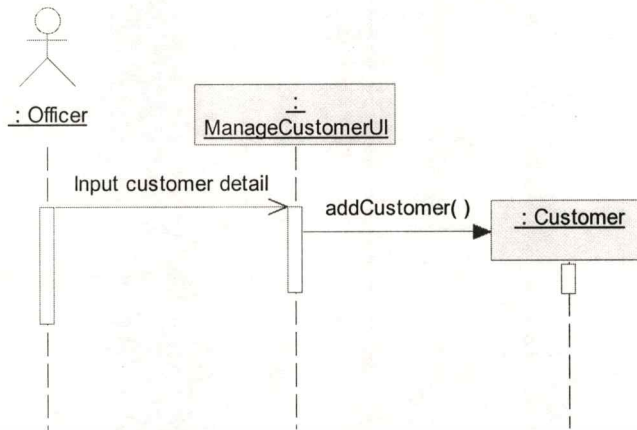 : Officer
:
ManageCustomerUI
Input customer detail
addCustomer( )
: Customer